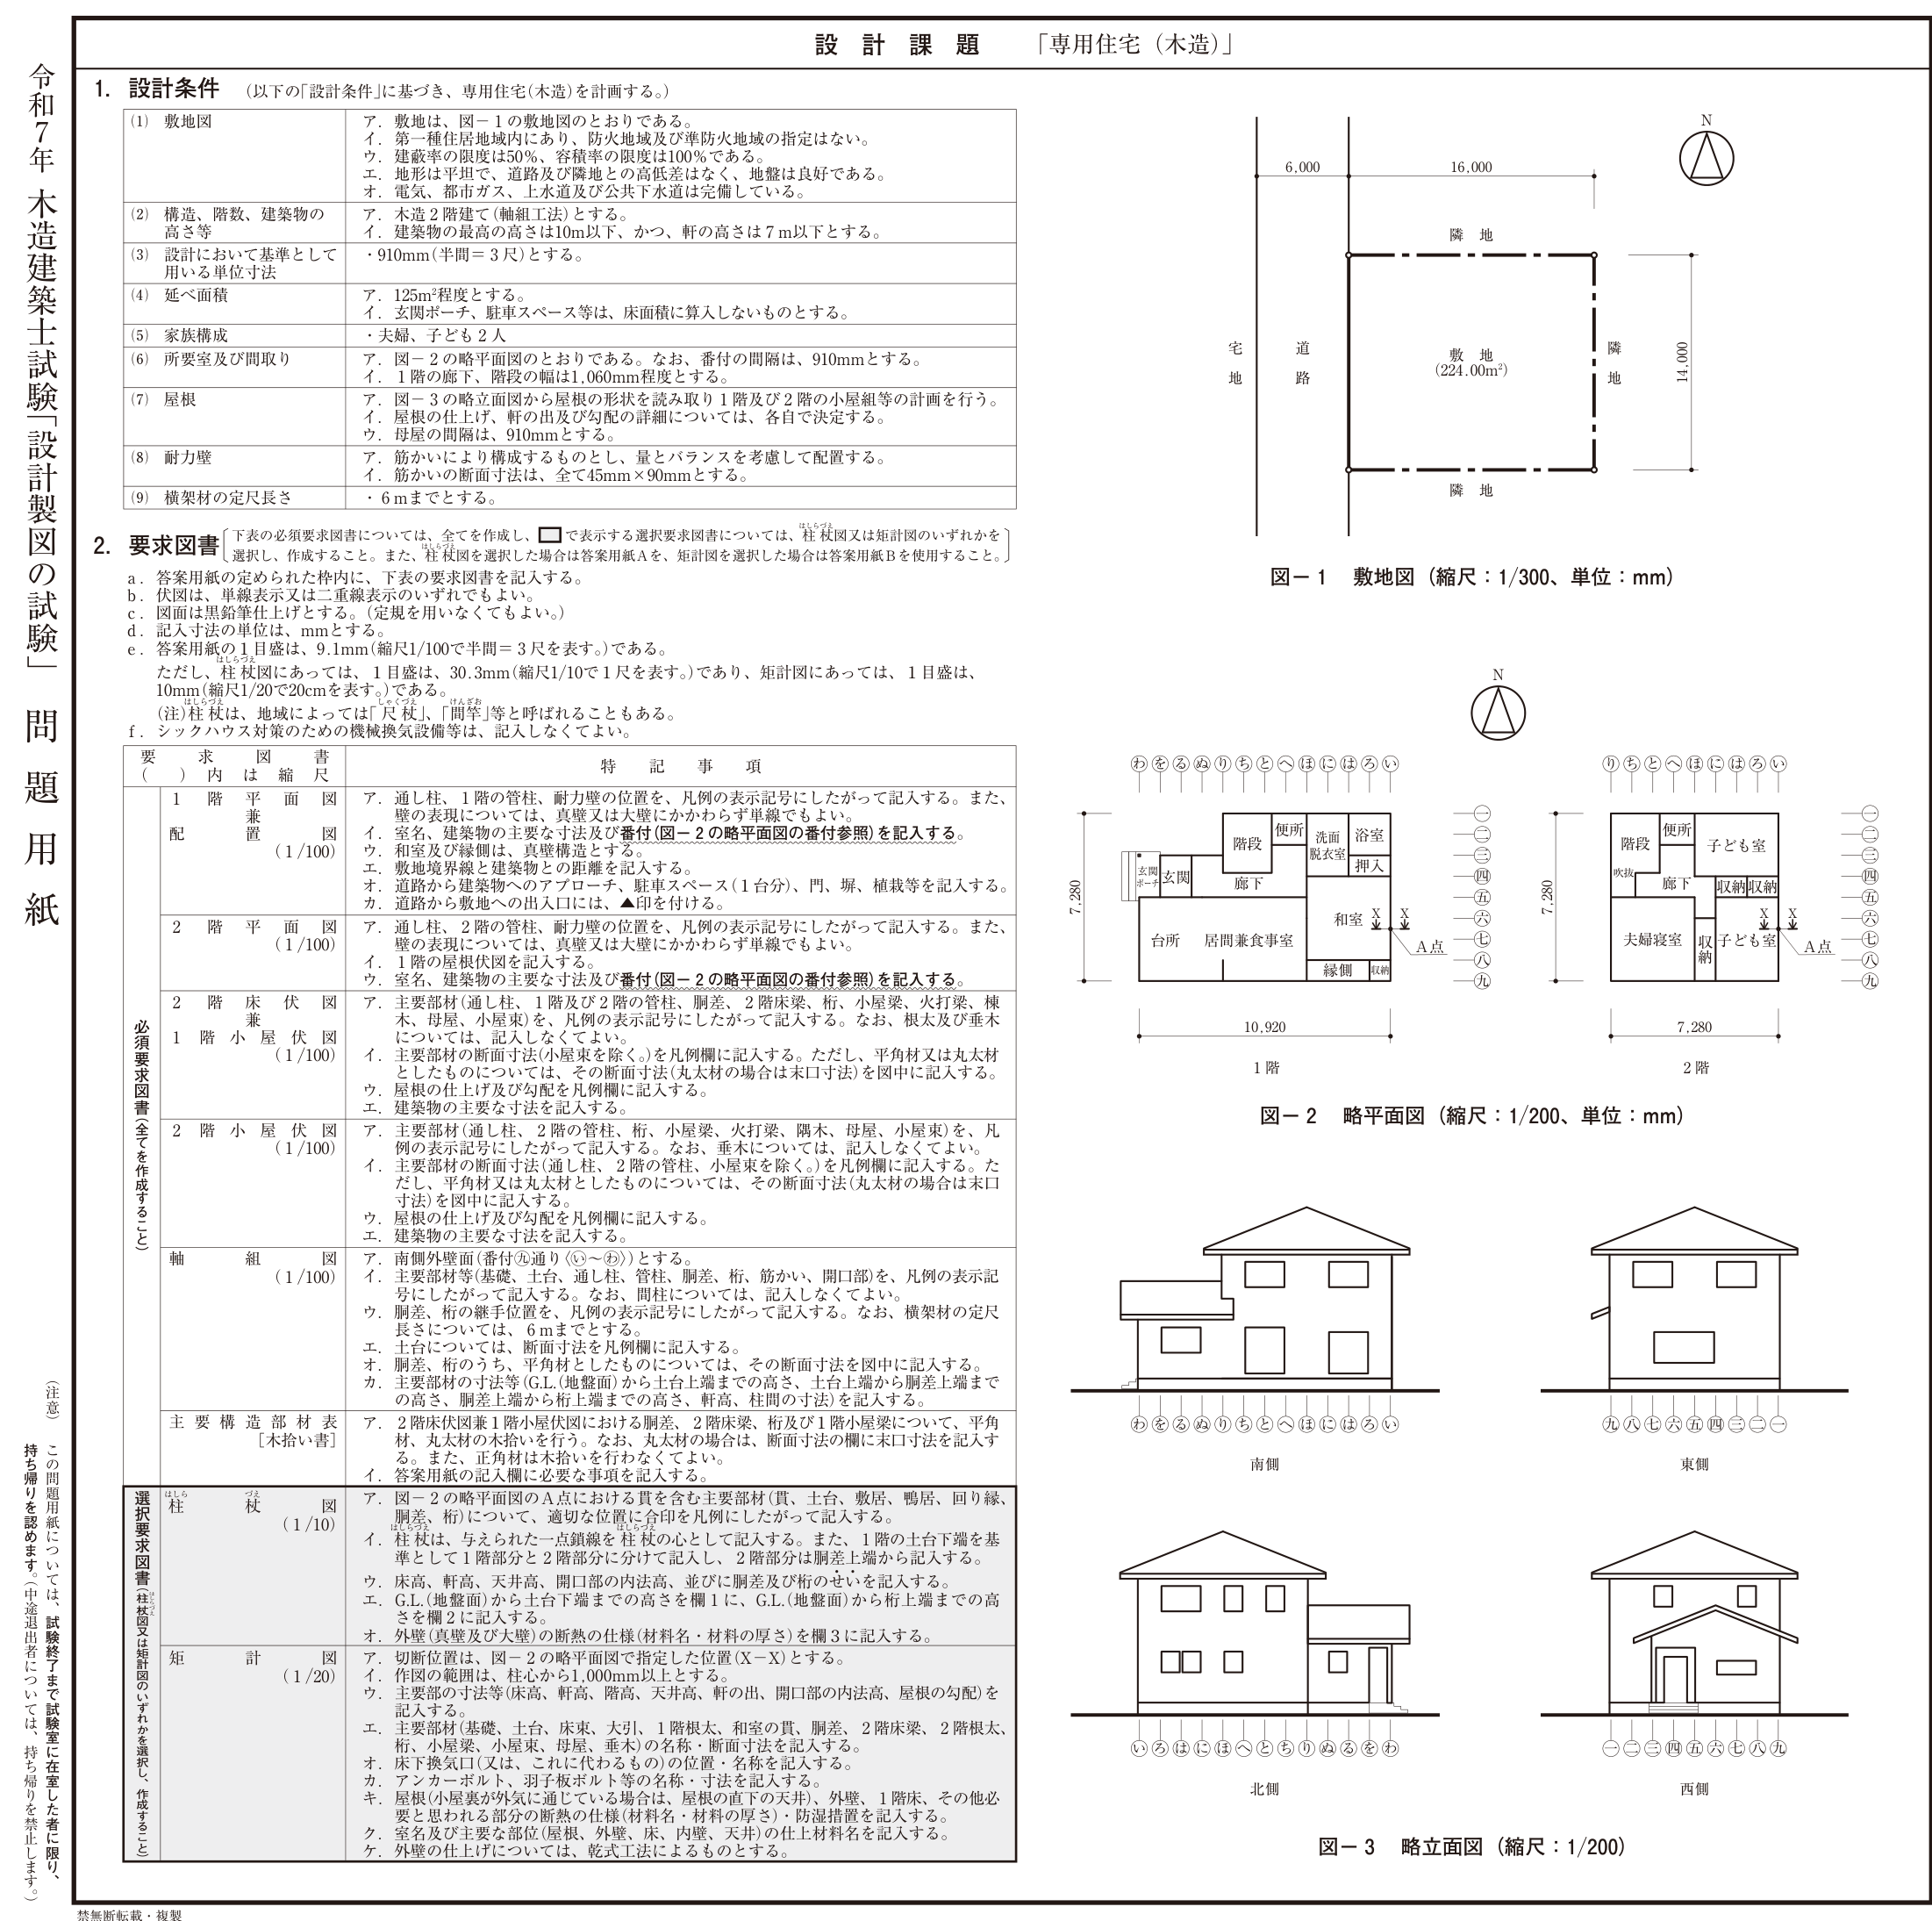 設計課題 「専用住宅（木造）」
令和７年 木造建築士試験「設計製図の試験」 問題用紙
（注意） この問題用紙については、試験終了まで試験室に在室した者に限り、
持ち帰りを認めます。（中途退出者については、持ち帰りを禁止します。）
1. 設計条件 （以下の「設計条件」に基づき、専用住宅（木造）を計画する。）
(1) 敷地図
ア．敷地は、図－１の敷地図のとおりである。
イ．第一種住居地域内にあり、防火地域及び準防火地域の指定はない。
ウ．建蔽率の限度は50％、容積率の限度は100％である。
エ．地形は平坦で、道路及び隣地との高低差はなく、地盤は良好である。
オ．電気、都市ガス、上水道及び公共下水道は完備している。
(2) 構造、階数、建築物の
高さ等
ア．木造２階建て（軸組工法）とする。
イ．建築物の最高の高さは10m以下、かつ、軒の高さは７m以下とする。
(3) 設計において基準として
用いる単位寸法
・910mm（半間＝３尺）とする。
(4) 延べ面積
ア．125m²程度とする。
イ．玄関ポーチ、駐車スペース等は、床面積に算入しないものとする。
(5) 家族構成
・夫婦、子ども２人
(6) 所要室及び間取り
ア．図－２の略平面図のとおりである。なお、番付の間隔は、910mmとする。
イ．１階の廊下、階段の幅は1,060mm程度とする。
(7) 屋根
ア．図－３の略立面図から屋根の形状を読み取り１階及び２階の小屋組等の計画を行う。
イ．屋根の仕上げ、軒の出及び勾配の詳細については、各自で決定する。
ウ．母屋の間隔は、910mmとする。
(8) 耐力壁
ア．筋かいにより構成するものとし、量とバランスを考慮して配置する。
イ．筋かいの断面寸法は、全て45mm×90mmとする。
(9) 横架材の定尺長さ
・６mまでとする。
2. 要求図書
下表の必須要求図書については、全てを作成し、 で表示する選択要求図書については、柱杖図又は矩計図のいずれかを
選択し、作成すること。また、柱杖図を選択した場合は答案用紙Ａを、矩計図を選択した場合は答案用紙Ｂを使用すること。
a．答案用紙の定められた枠内に、下表の要求図書を記入する。
b．伏図は、単線表示又は二重線表示のいずれでもよい。
c．図面は黒鉛筆仕上げとする。（定規を用いなくてもよい。）
d．記入寸法の単位は、mmとする。
e．答案用紙の１目盛は、9.1mm（縮尺1/100で半間＝３尺を表す。）である。
ただし、柱杖図にあっては、１目盛は、30.3mm（縮尺1/10で１尺を表す。）であり、矩計図にあっては、１目盛は、
10mm（縮尺1/20で20cmを表す。）である。
（注）柱杖は、地域によっては「尺杖」、「間竿」等と呼ばれることもある。
f．シックハウス対策のための機械換気設備等は、記入しなくてよい。
要求図書
（ ）内は縮尺
特記事項
必須要求図書（全てを作成すること）
１階平面図
兼
配置図
（１/100）
ア．通し柱、１階の管柱、耐力壁の位置を、凡例の表示記号にしたがって記入する。また、
壁の表現については、真壁又は大壁にかかわらず単線でもよい。
イ．室名、建築物の主要な寸法及び番付（図－２の略平面図の番付参照）を記入する。
ウ．和室及び縁側は、真壁構造とする。
エ．敷地境界線と建築物との距離を記入する。
オ．道路から建築物へのアプローチ、駐車スペース（１台分）、門、塀、植栽等を記入する。
カ．道路から敷地への出入口には、▲印を付ける。
２階平面図
（１/100）
ア．通し柱、２階の管柱、耐力壁の位置を、凡例の表示記号にしたがって記入する。また、
壁の表現については、真壁又は大壁にかかわらず単線でもよい。
イ．１階の屋根伏図を記入する。
ウ．室名、建築物の主要な寸法及び番付（図－２の略平面図の番付参照）を記入する。
２階床伏図
兼
１階小屋伏図
（１/100）
ア．主要部材（通し柱、１階及び２階の管柱、胴差、２階床梁、桁、小屋梁、火打梁、棟
木、母屋、小屋束）を、凡例の表示記号にしたがって記入する。なお、根太及び垂木
については、記入しなくてよい。
イ．主要部材の断面寸法（小屋束を除く。）を凡例欄に記入する。ただし、平角材又は丸太材
としたものについては、その断面寸法（丸太材の場合は末口寸法）を図中に記入する。
ウ．屋根の仕上げ及び勾配を凡例欄に記入する。
エ．建築物の主要な寸法を記入する。
２階小屋伏図
（１/100）
ア．主要部材（通し柱、２階の管柱、桁、小屋梁、火打梁、隅木、母屋、小屋束）を、凡
例の表示記号にしたがって記入する。なお、垂木については、記入しなくてよい。
イ．主要部材の断面寸法（通し柱、２階の管柱、小屋束を除く。）を凡例欄に記入する。た
だし、平角材又は丸太材としたものについては、その断面寸法（丸太材の場合は末口
寸法）を図中に記入する。
ウ．屋根の仕上げ及び勾配を凡例欄に記入する。
エ．建築物の主要な寸法を記入する。
軸組図
（１/100）
ア．南側外壁面（番付㊈通り〈㋑～㋻〉）とする。
イ．主要部材等（基礎、土台、通し柱、管柱、胴差、桁、筋かい、開口部）を、凡例の表示記
号にしたがって記入する。なお、間柱については、記入しなくてよい。
ウ．胴差、桁の継手位置を、凡例の表示記号にしたがって記入する。なお、横架材の定尺
長さについては、６mまでとする。
エ．土台については、断面寸法を凡例欄に記入する。
オ．胴差、桁のうち、平角材としたものについては、その断面寸法を図中に記入する。
カ．主要部材の寸法等（G.L.（地盤面）から土台上端までの高さ、土台上端から胴差上端まで
の高さ、胴差上端から桁上端までの高さ、軒高、柱間の寸法）を記入する。
主要構造部材表
［木拾い書］
ア．２階床伏図兼１階小屋伏図における胴差、２階床梁、桁及び１階小屋梁について、平角
材、丸太材の木拾いを行う。なお、丸太材の場合は、断面寸法の欄に末口寸法を記入す
る。また、正角材は木拾いを行わなくてよい。
イ．答案用紙の記入欄に必要な事項を記入する。
選択要求図書（柱杖図又は矩計図のいずれかを選択し、作成すること）
柱杖図
（１/10）
ア．図－２の略平面図のＡ点における貫を含む主要部材（貫、土台、敷居、鴨居、回り縁、
胴差、桁）について、適切な位置に合印を凡例にしたがって記入する。
イ．柱杖は、与えられた一点鎖線を柱杖の心として記入する。また、１階の土台下端を基
準として１階部分と２階部分に分けて記入し、２階部分は胴差上端から記入する。
ウ．床高、軒高、天井高、開口部の内法高、並びに胴差及び桁のせいを記入する。
エ．G.L.（地盤面）から土台下端までの高さを欄１に、G.L.（地盤面）から桁上端までの高
さを欄２に記入する。
オ．外壁（真壁及び大壁）の断熱の仕様（材料名・材料の厚さ）を欄３に記入する。
矩計図
（１/20）
ア．切断位置は、図－２の略平面図で指定した位置（Ｘ－Ｘ）とする。
イ．作図の範囲は、柱心から1,000mm以上とする。
ウ．主要部の寸法等（床高、軒高、階高、天井高、軒の出、開口部の内法高、屋根の勾配）を
記入する。
エ．主要部材（基礎、土台、床束、大引、１階根太、和室の貫、胴差、２階床梁、２階根太、
桁、小屋梁、小屋束、母屋、垂木）の名称・断面寸法を記入する。
オ．床下換気口（又は、これに代わるもの）の位置・名称を記入する。
カ．アンカーボルト、羽子板ボルト等の名称・寸法を記入する。
キ．屋根（小屋裏が外気に通じている場合は、屋根の直下の天井）、外壁、１階床、その他必
要と思われる部分の断熱の仕様（材料名・材料の厚さ）・防湿措置を記入する。
ク．室名及び主要な部位（屋根、外壁、床、内壁、天井）の仕上材料名を記入する。
ケ．外壁の仕上げについては、乾式工法によるものとする。
N
6,000 16,000
隣地
宅地
道路
敷地
（224.00m²）
隣地
14,000
隣地
図－１ 敷地図（縮尺：1/300、単位：mm）
N
わ を る ぬ り ち と へ ほ に は ろ い
一 二 三 四 五 六 七 八 九
7,280
階段 便所 洗面脱衣室 浴室
押入
玄関ポーチ 玄関 廊下
和室
X X
A点
台所 居間兼食事室
縁側 収納
10,920
１階
り ち と へ ほ に は ろ い
一 二 三 四 五 六 七 八 九
7,280
階段 便所 子ども室
吹抜 廊下 収納 収納
夫婦寝室 収納 子ども室
X X
A点
7,280
２階
図－２ 略平面図（縮尺：1/200、単位：mm）
わ を る ぬ り ち と へ ほ に は ろ い
南側
九 八 七 六 五 四 三 二 一
東側
い ろ は に ほ へ と ち り ぬ る を わ
北側
一 二 三 四 五 六 七 八 九
西側
図－３ 略立面図（縮尺：1/200）
禁無断転載・複製